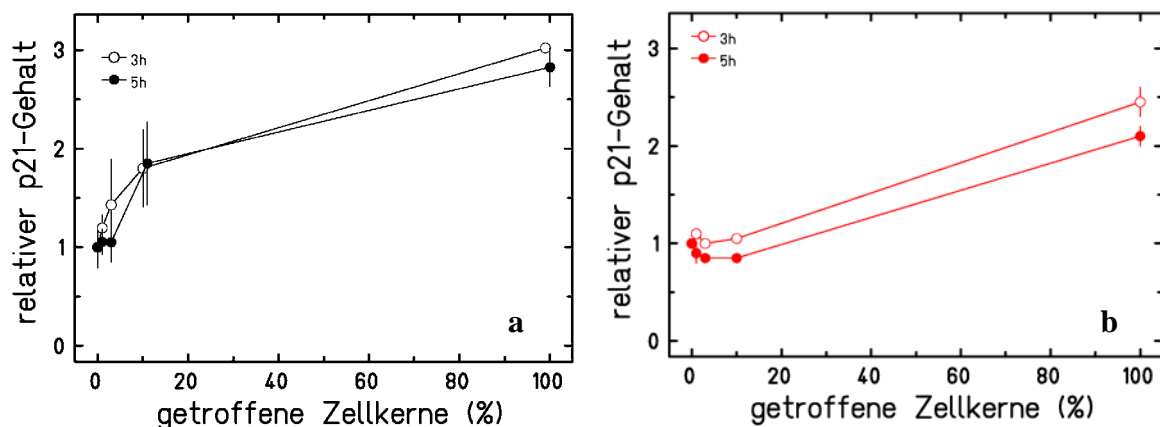 relativer p21-Gehalt
3
2
1
0
3h
5h
a
0 20 40 60 80 100
getroffene Zellkerne (%)
relativer p21-Gehalt
3
2
1
0
3h
5h
b
0 20 40 60 80 100
getroffene Zellkerne (%)